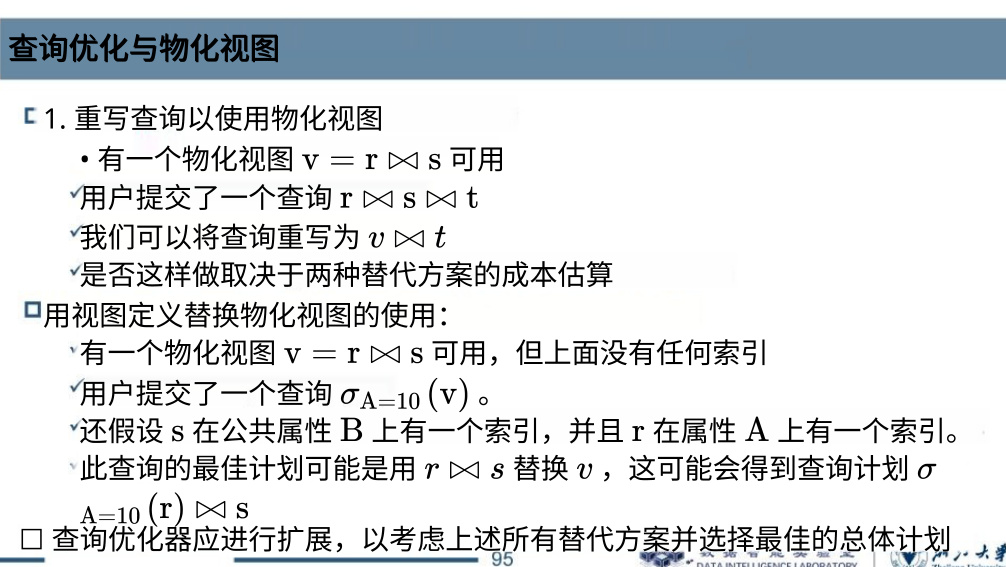 查询优化与物化视图
1. 重写查询以使用物化视图
• 有一个物化视图 v = r ⋈ s 可用
✓用户提交了一个查询 r ⋈ s ⋈ t
✓我们可以将查询重写为 v ⋈ t
✓是否这样做取决于两种替代方案的成本估算
用视图定义替换物化视图的使用：
✓有一个物化视图 v = r ⋈ s 可用，但上面没有任何索引
✓用户提交了一个查询 σ_{A=10} (v) 。
✓还假设 s 在公共属性 B 上有一个索引，并且 r 在属性 A 上有一个索引。
✓此查询的最佳计划可能是用 r ⋈ s 替换 v ，这可能会得到查询计划 σ
_{A=10} (r) ⋈ s
□ 查询优化器应进行扩展，以考虑上述所有替代方案并选择最佳的总体计划
95
DATA INTELLIGENCE LABORATORY